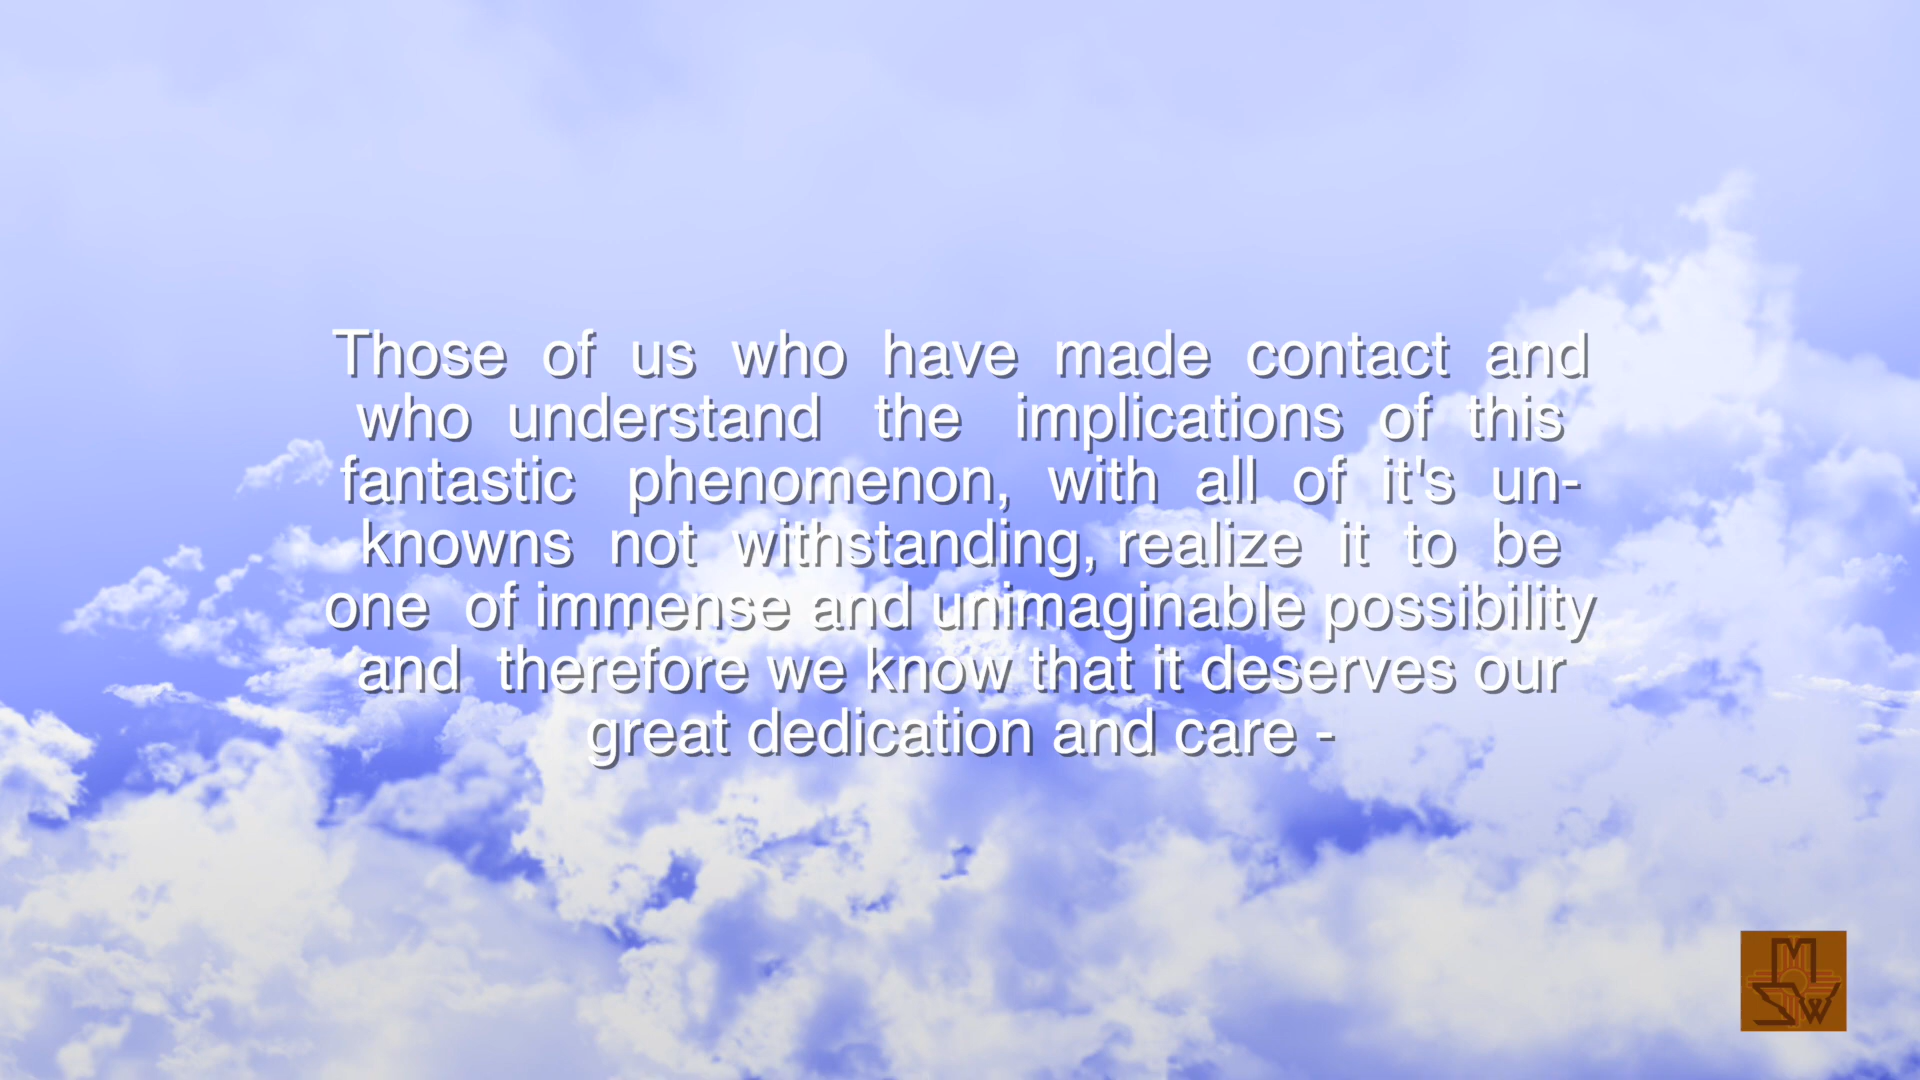 Those of us who have made contact and
who understand the implications of this
fantastic phenomenon, with all of it's un-
knowns not withstanding, realize it to be
one of immense and unimaginable possibility
and therefore we know that it deserves our
great dedication and care -
M
W